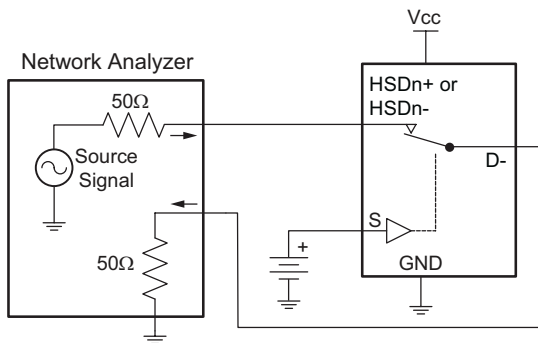 Vcc
Network Analyzer
HSDn+ or
HSDn-
50Ω
Source
Signal
D-
S
+
50Ω
GND